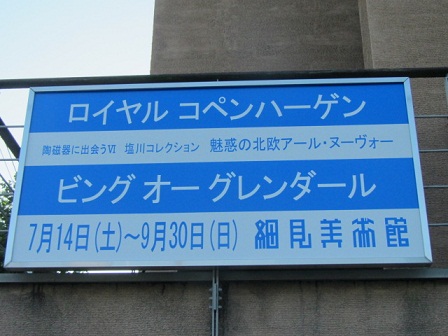 ロイヤル コペンハーゲン
陶磁器に出会うⅥ 塩川コレクション 魅惑の北欧アール・ヌーヴォー
ビング オー グレンダール
7月14日(土)～9月30日(日) 細見美術館